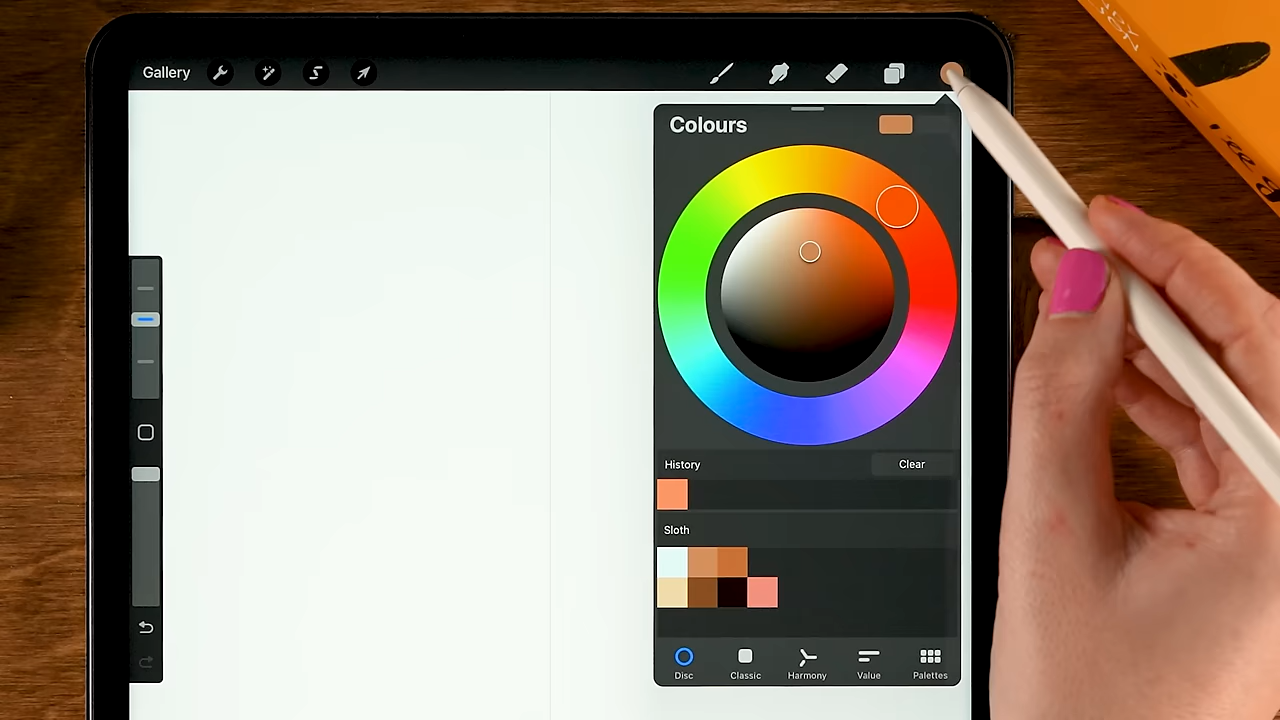 Gallery
Colours
History
Clear
Sloth
Disc
Classic
Harmony
Value
Palettes